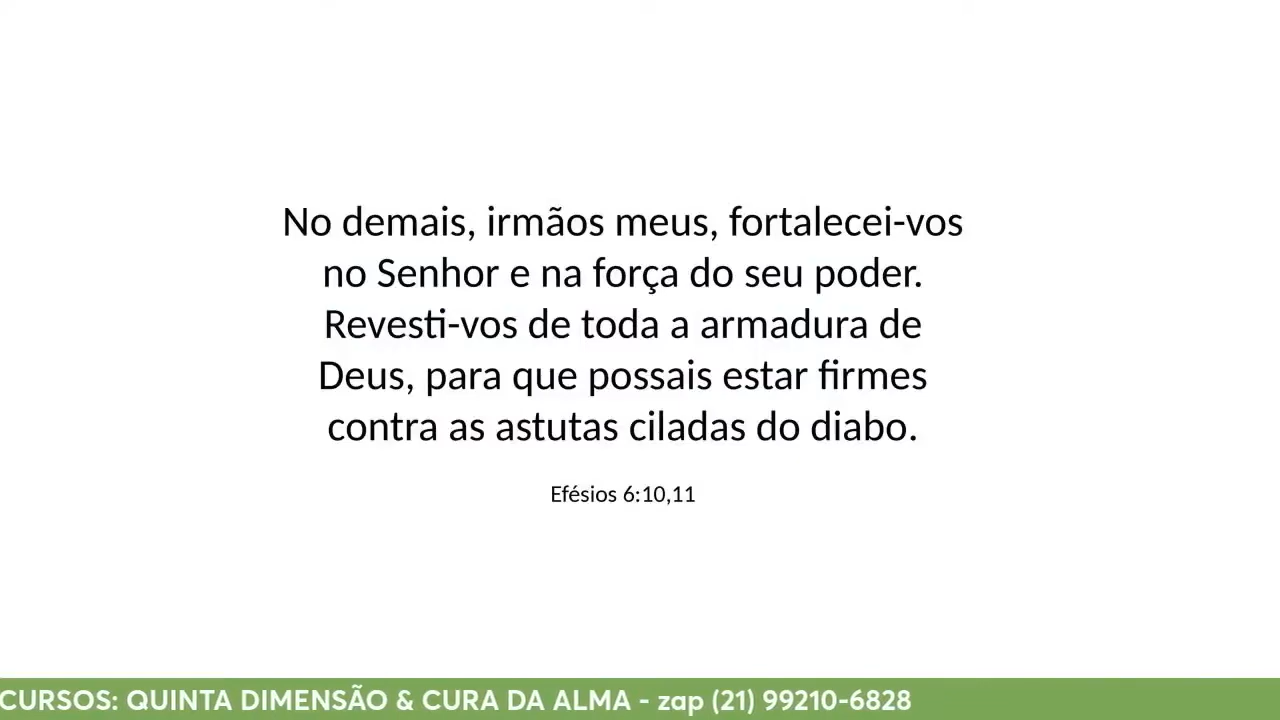 No demais, irmãos meus, fortalecei-vos
no Senhor e na força do seu poder.
Revesti-vos de toda a armadura de
Deus, para que possais estar firmes
contra as astutas ciladas do diabo.
Efésios 6:10,11
CURSOS: QUINTA DIMENSÃO & CURA DA ALMA - zap (21) 99210-6828